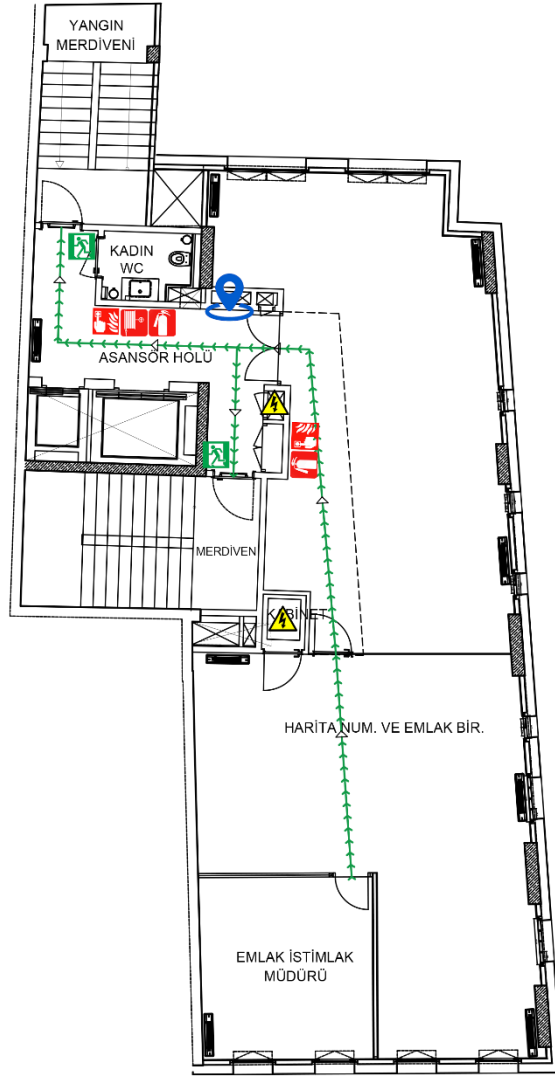 YANGIN
MERDİVENİ
KADIN
WC
ASANSÖR HOLÜ
MERDİVEN
KABİNET
HARİTA NUM. VE EMLAK BİR.
EMLAK İSTİMLAK
MÜDÜRÜ